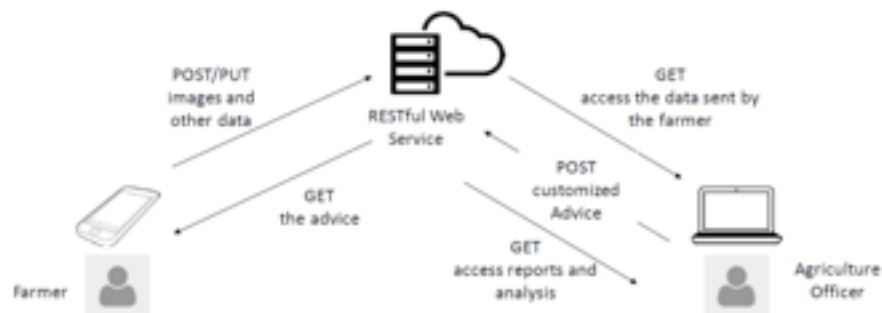 POST/PUT
images and
other data
RESTful Web
Service
GET
access the data sent by
the farmer
GET
the advice
POST
customized
Advice
GET
access reports and
analysis
Farmer
Agriculture
Officer